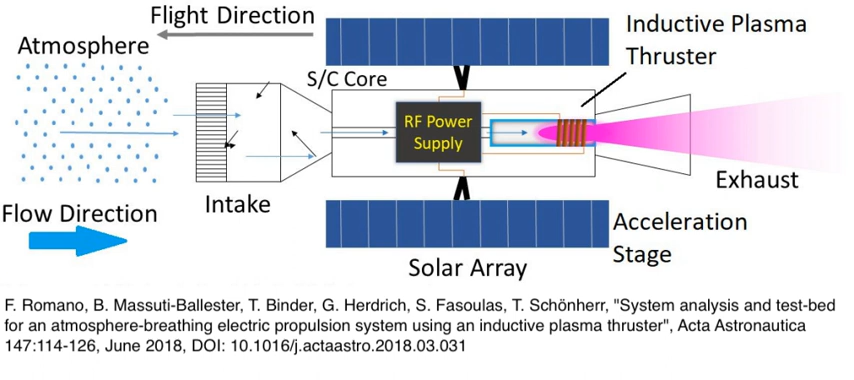 Flight Direction
Atmosphere
S/C Core
Inductive Plasma
Thruster
RF Power
Supply
Intake
Exhaust
Flow Direction
Acceleration
Stage
Solar Array
F. Romano, B. Massuti-Ballester, T. Binder, G. Herdrich, S. Fasoulas, T. Schönherr, "System analysis and test-bed
for an atmosphere-breathing electric propulsion system using an inductive plasma thruster", Acta Astronautica
147:114-126, June 2018, DOI: 10.1016/j.actaastro.2018.03.031